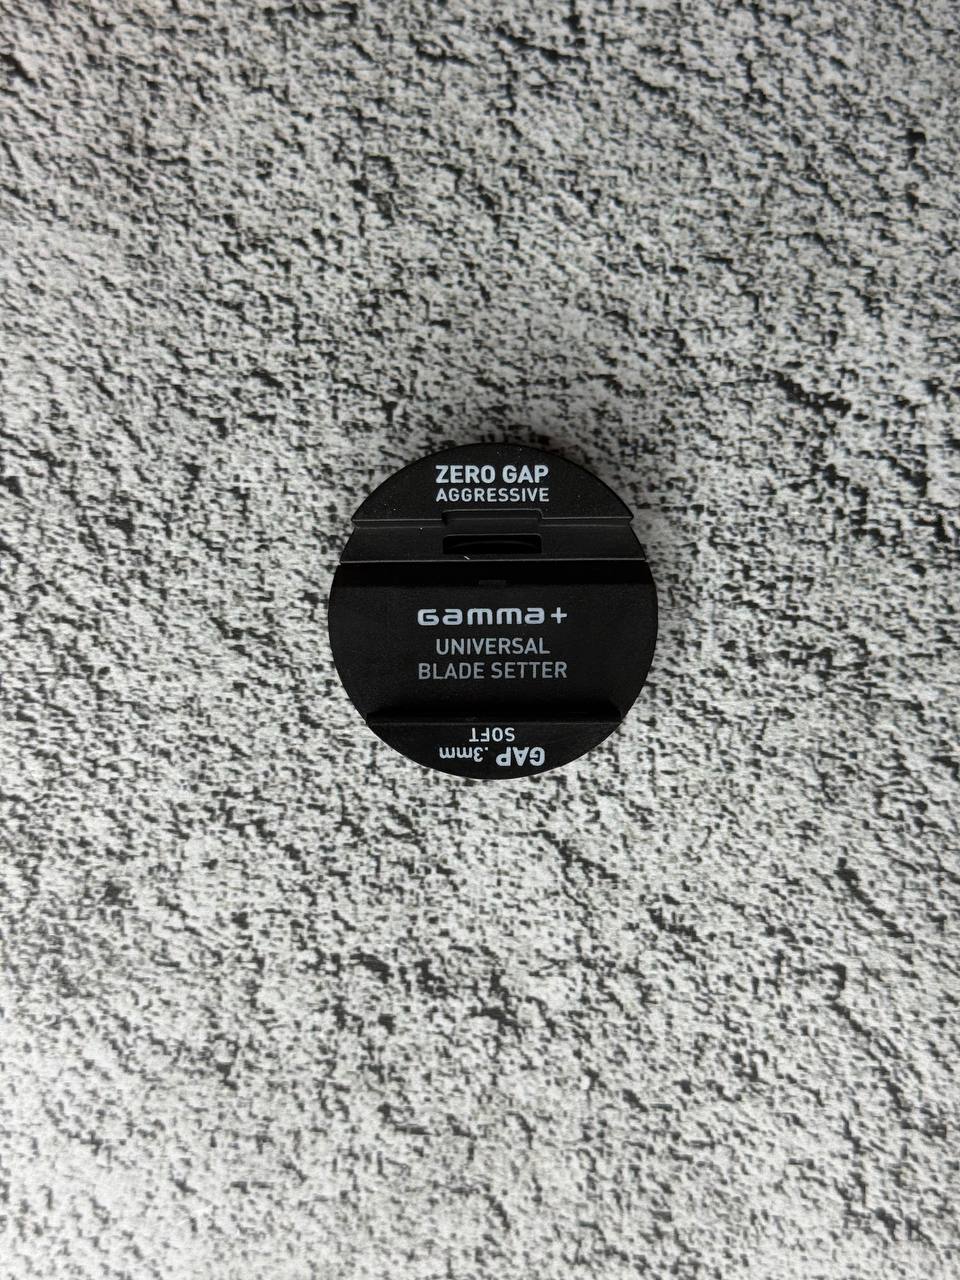 ZERO GAP
AGGRESSIVE
Gamma+
UNIVERSAL
BLADE SETTER
GAP .3mm
SOFT